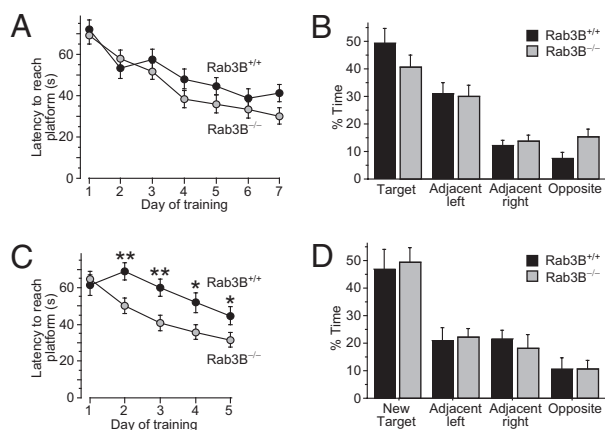 A
Latency to reach
platform (s)
60
40
20
0
Rab3B+/+
Rab3B−/−
1 2 3 4 5 6 7
Day of training
B
% Time
50
40
30
20
10
0
Rab3B+/+
Rab3B−/−
Target
Adjacent
left
Adjacent
right
Opposite
C
Latency to reach
platform (s)
80
60
40
20
0
** ** * *
Rab3B+/+
Rab3B−/−
1 2 3 4 5
Day of training
D
% Time
50
40
30
20
10
0
Rab3B+/+
Rab3B−/−
New
Target
Adjacent
left
Adjacent
right
Opposite